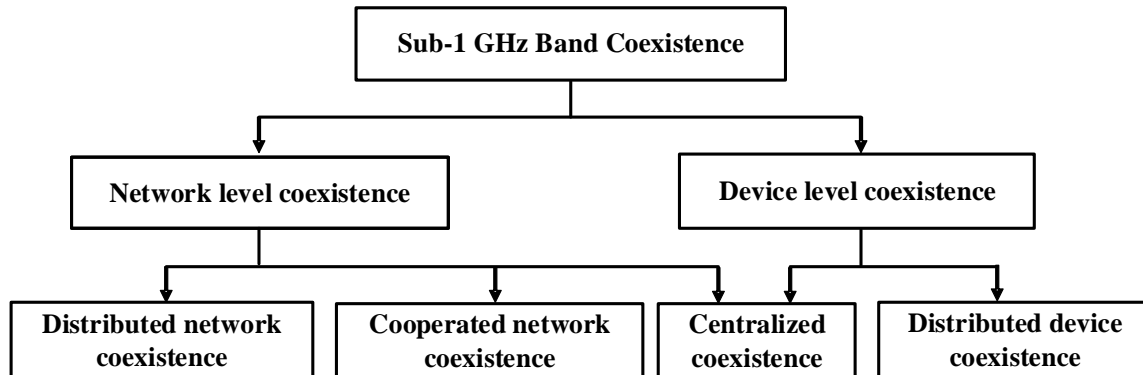 Sub-1 GHz Band Coexistence
Network level coexistence
Device level coexistence
Distributed network
coexistence
Cooperated network
coexistence
Centralized
coexistence
Distributed device
coexistence